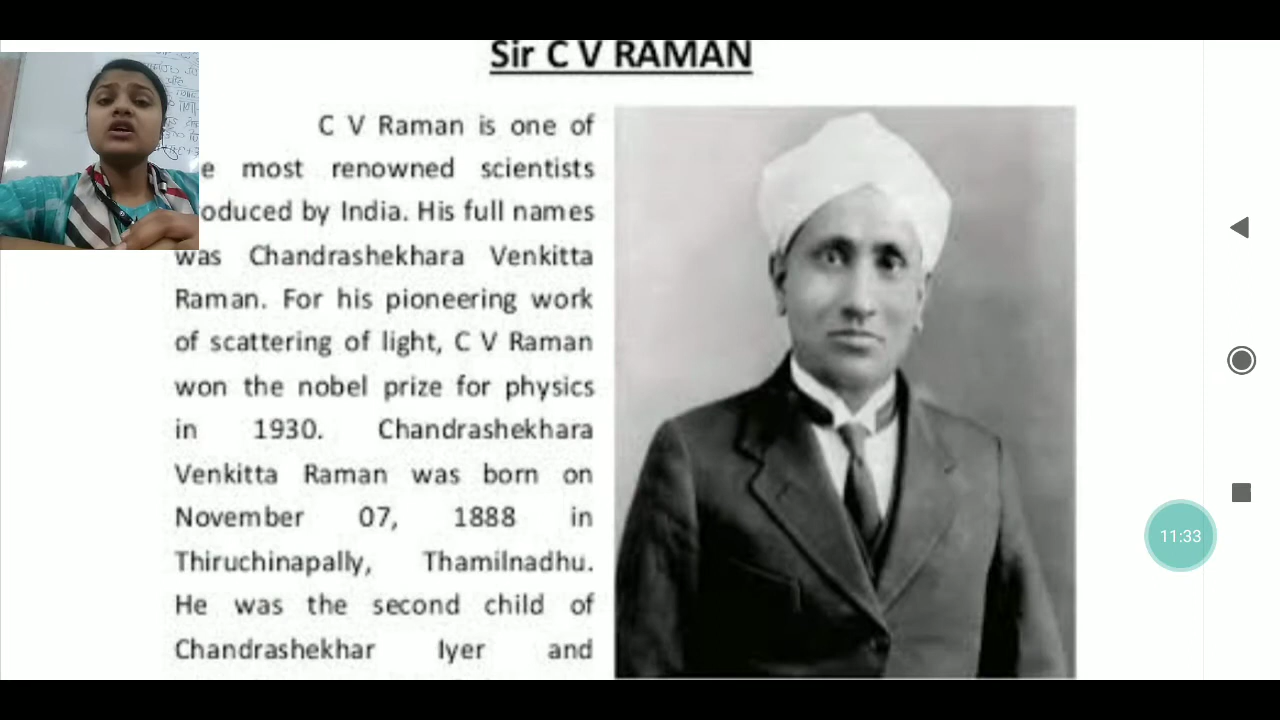 Sir C V RAMAN
C V Raman is one of
most renowned scientists
by India. His full names
was Chandrashekhara Venkitta
Raman. For his pioneering work
of scattering of light, C V Raman
won the nobel prize for physics
in 1930. Chandrashekhara
Venkitta Raman was born on
November 07, 1888 in
Thiruchinapally, Thamilnadhu.
He was the second child of
Chandrashekhar Iyer and
11:33